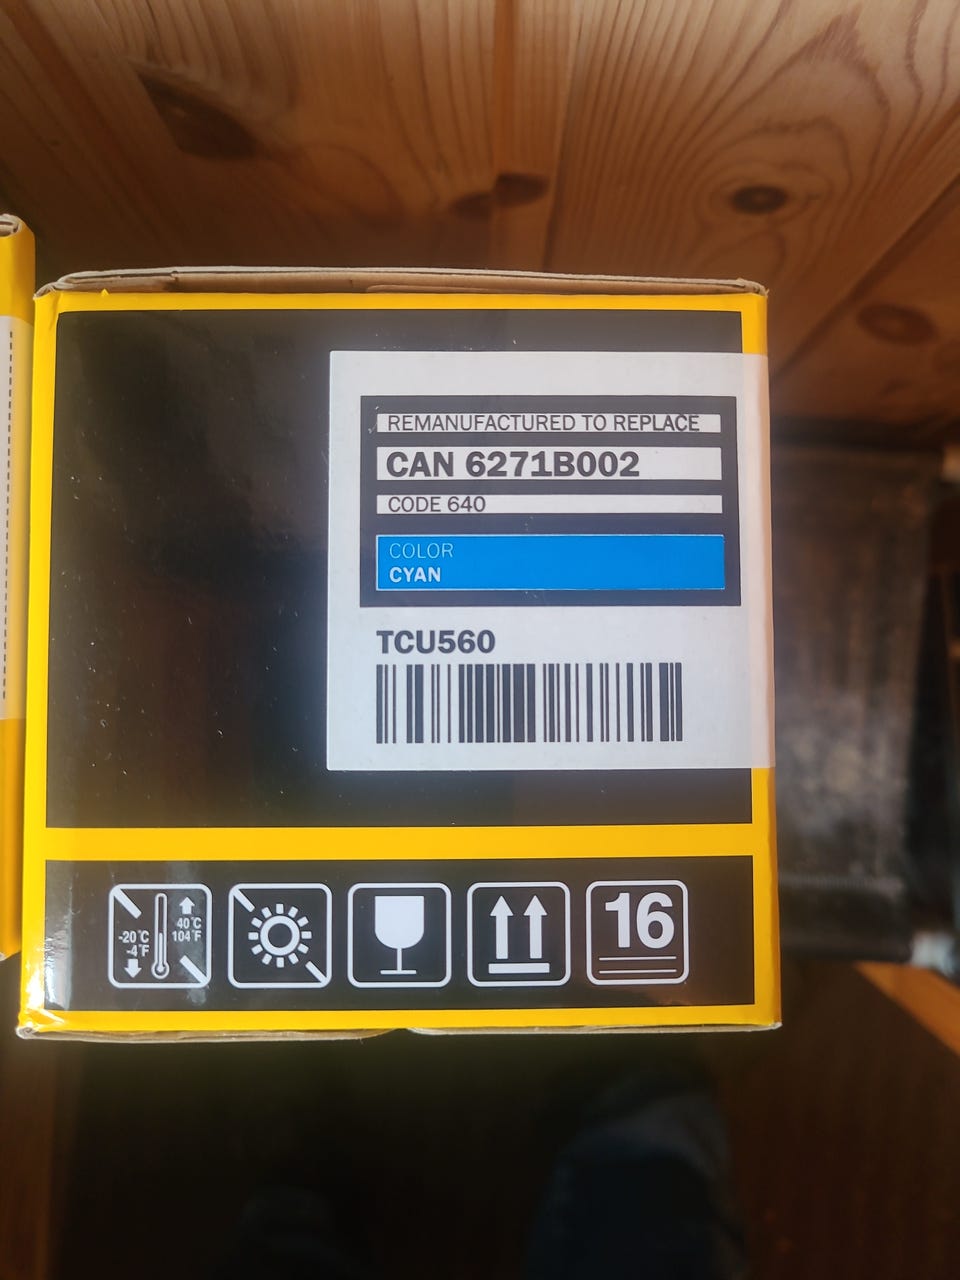 REMANUFACTURED TO REPLACE
CAN 6271B002
CODE 640
COLOR
CYAN
TCU560
-20°C
-4°F
40°C
104°F
16